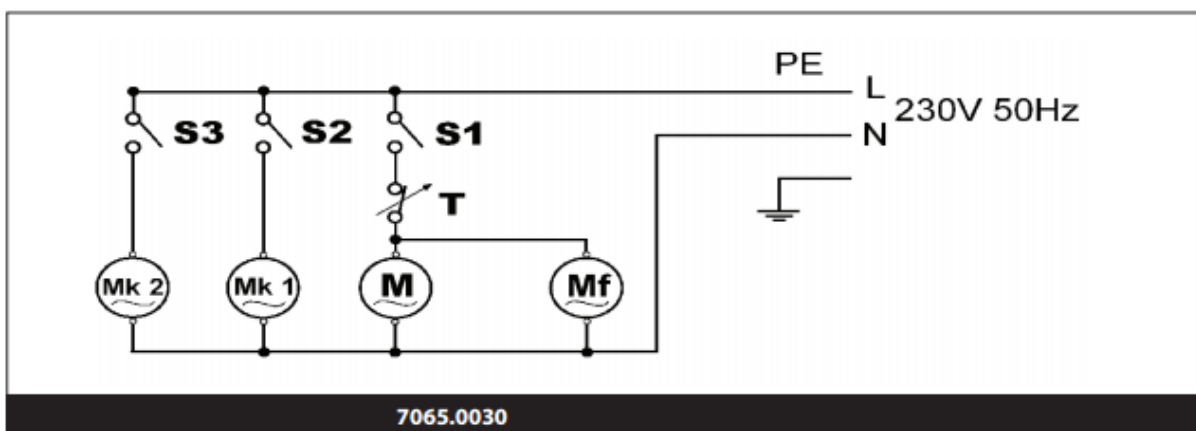 PE
L
230V 50Hz
N
S3 S2 S1
T
Mk 2 Mk 1 M Mf
7065.0030